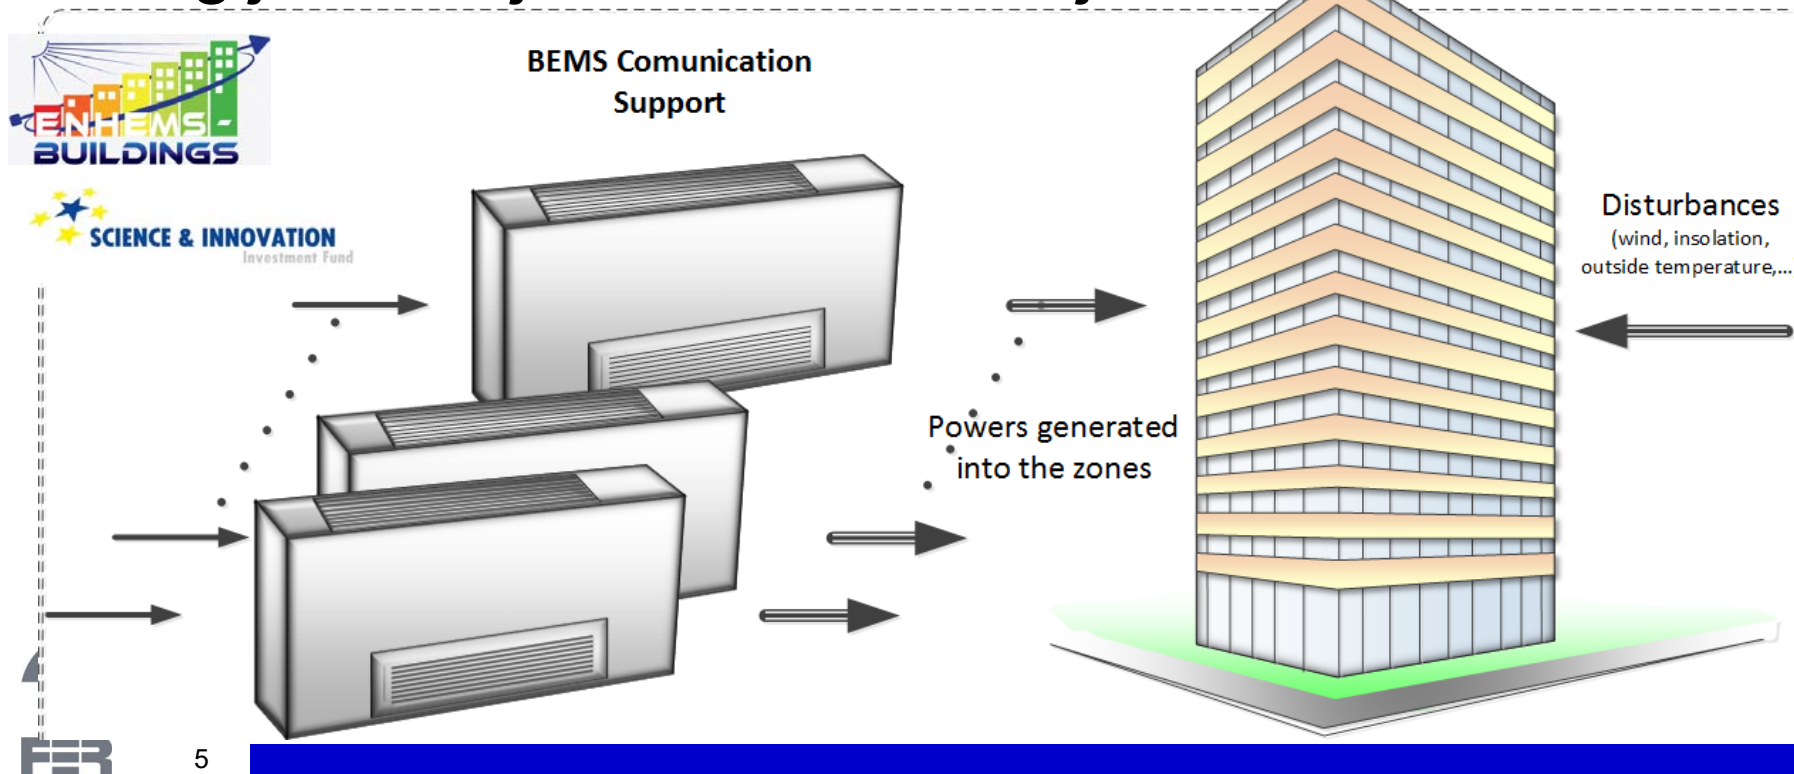 BEMS Comunication
Support
ENHEMS-
BUILDINGS
SCIENCE & INNOVATION
Investment Fund
Disturbances
(wind, insolation,
outside temperature,...
Powers generated
into the zones
FER
5